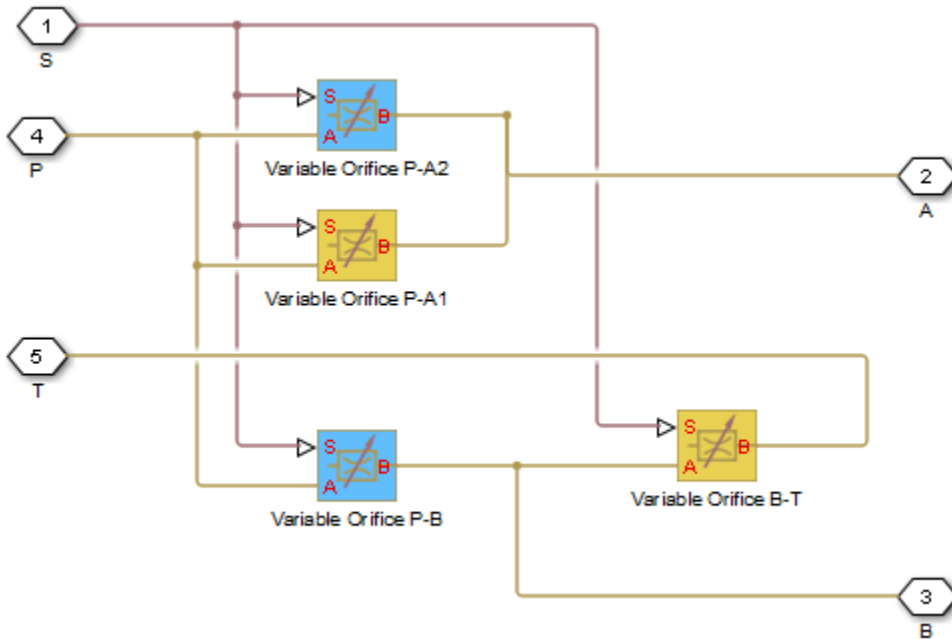 1
S
S
B
4
A
P
Variable Orifice P-A2
2
A
S
B
A
Variable Orifice P-A1
5
T
S
B
A
Variable Orifice P-B
S
B
A
Variable Orifice B-T
3
B